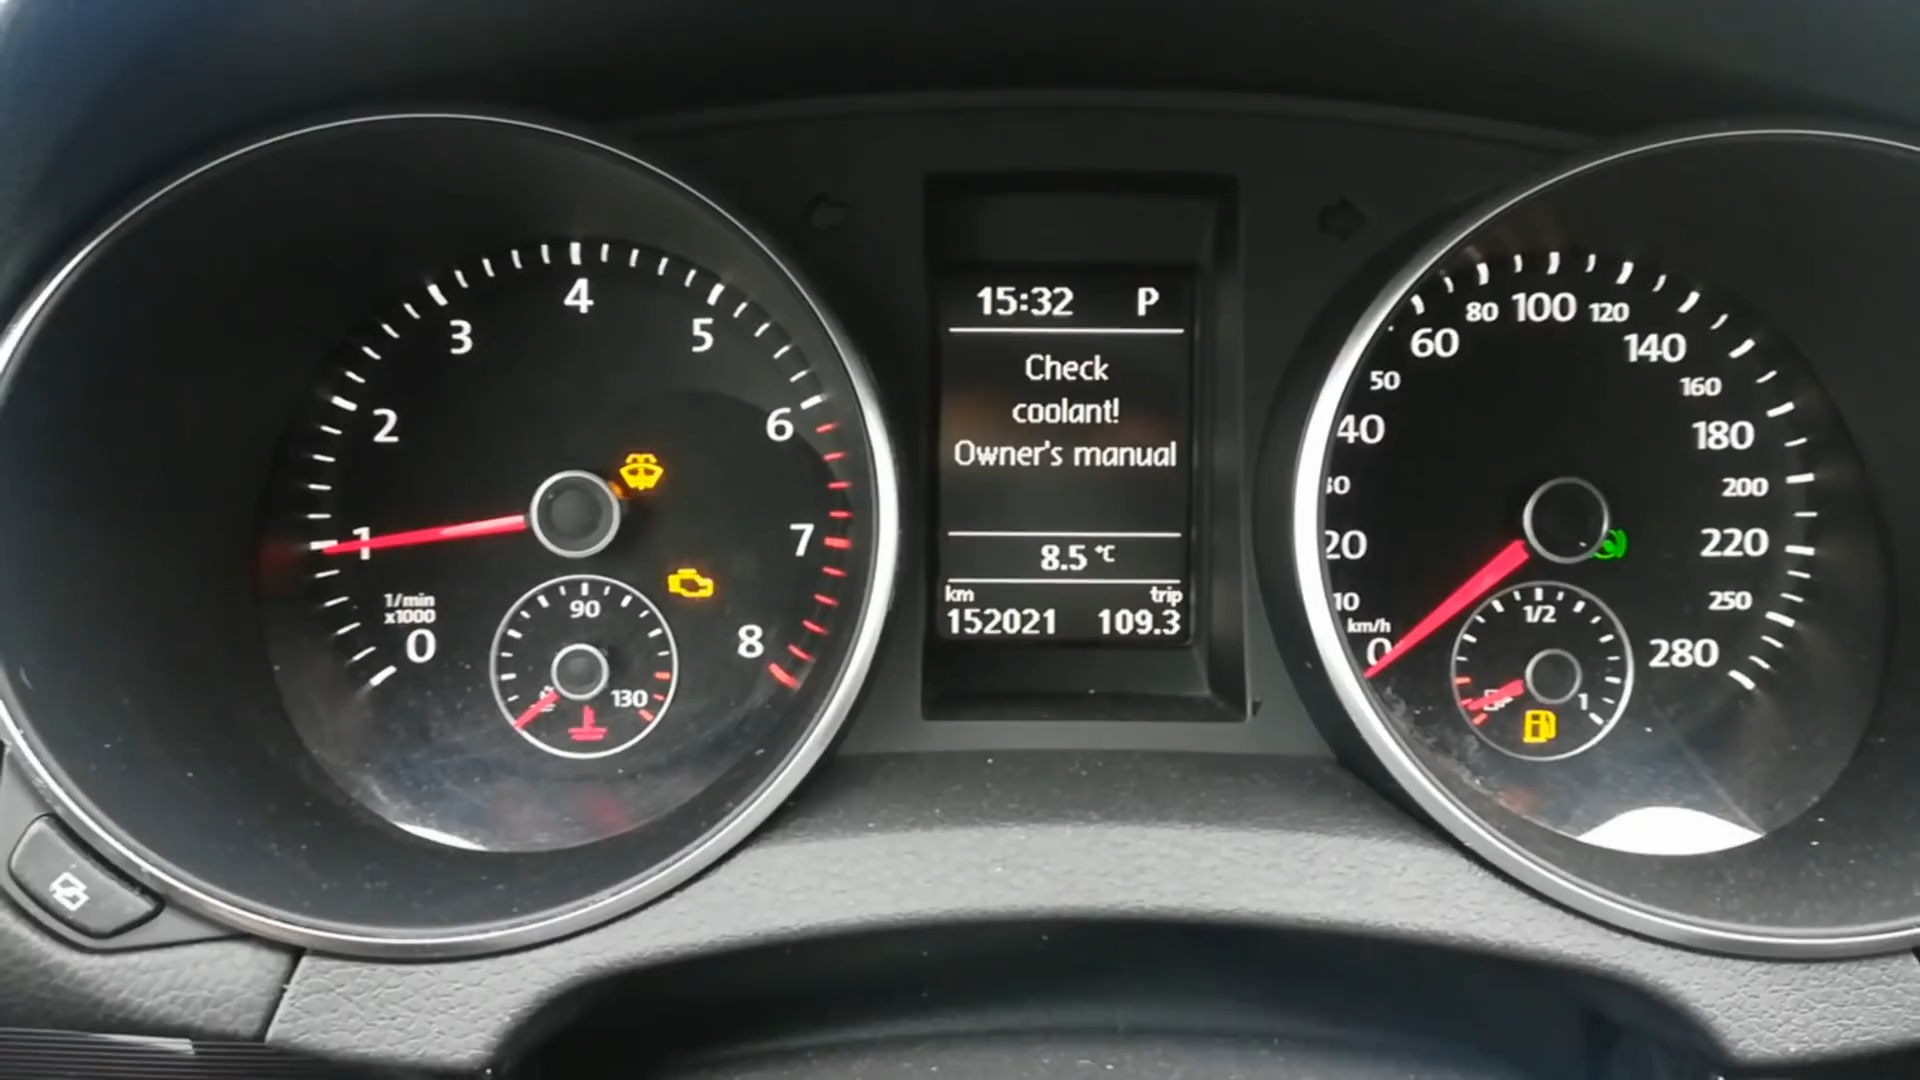 4
3
5
2
6
1
7
1/min
x1000
0
8
90
130
15:32 P
Check
coolant!
Owner's manual
8.5 °C
km trip
152021 109.3
80 100 120
60
140
50
160
40
180
200
20
220
10
250
km/h
0
280
1/2
1